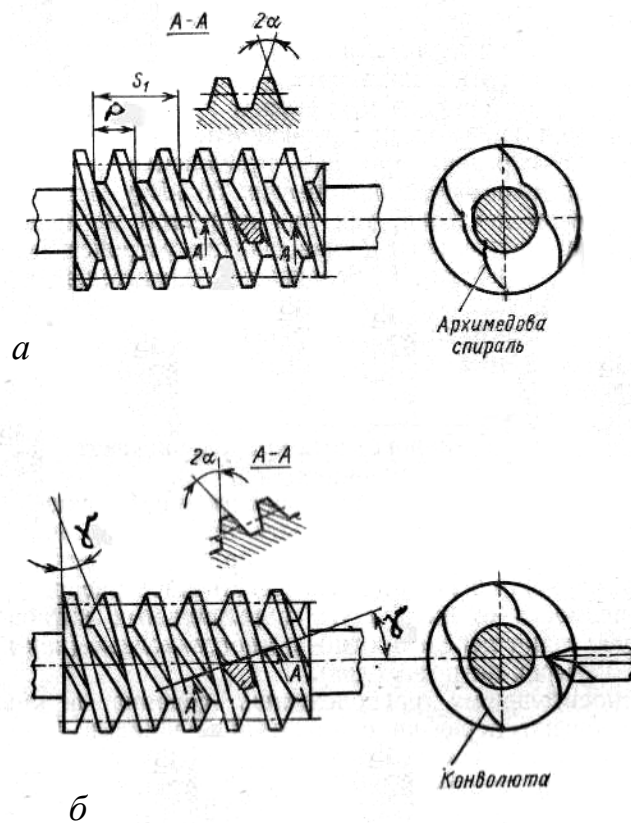 A-A
2α
S₁
P
A
A
Архимедова
спираль
а
2α
A-A
γ
γ
A
A
Конволюта
б